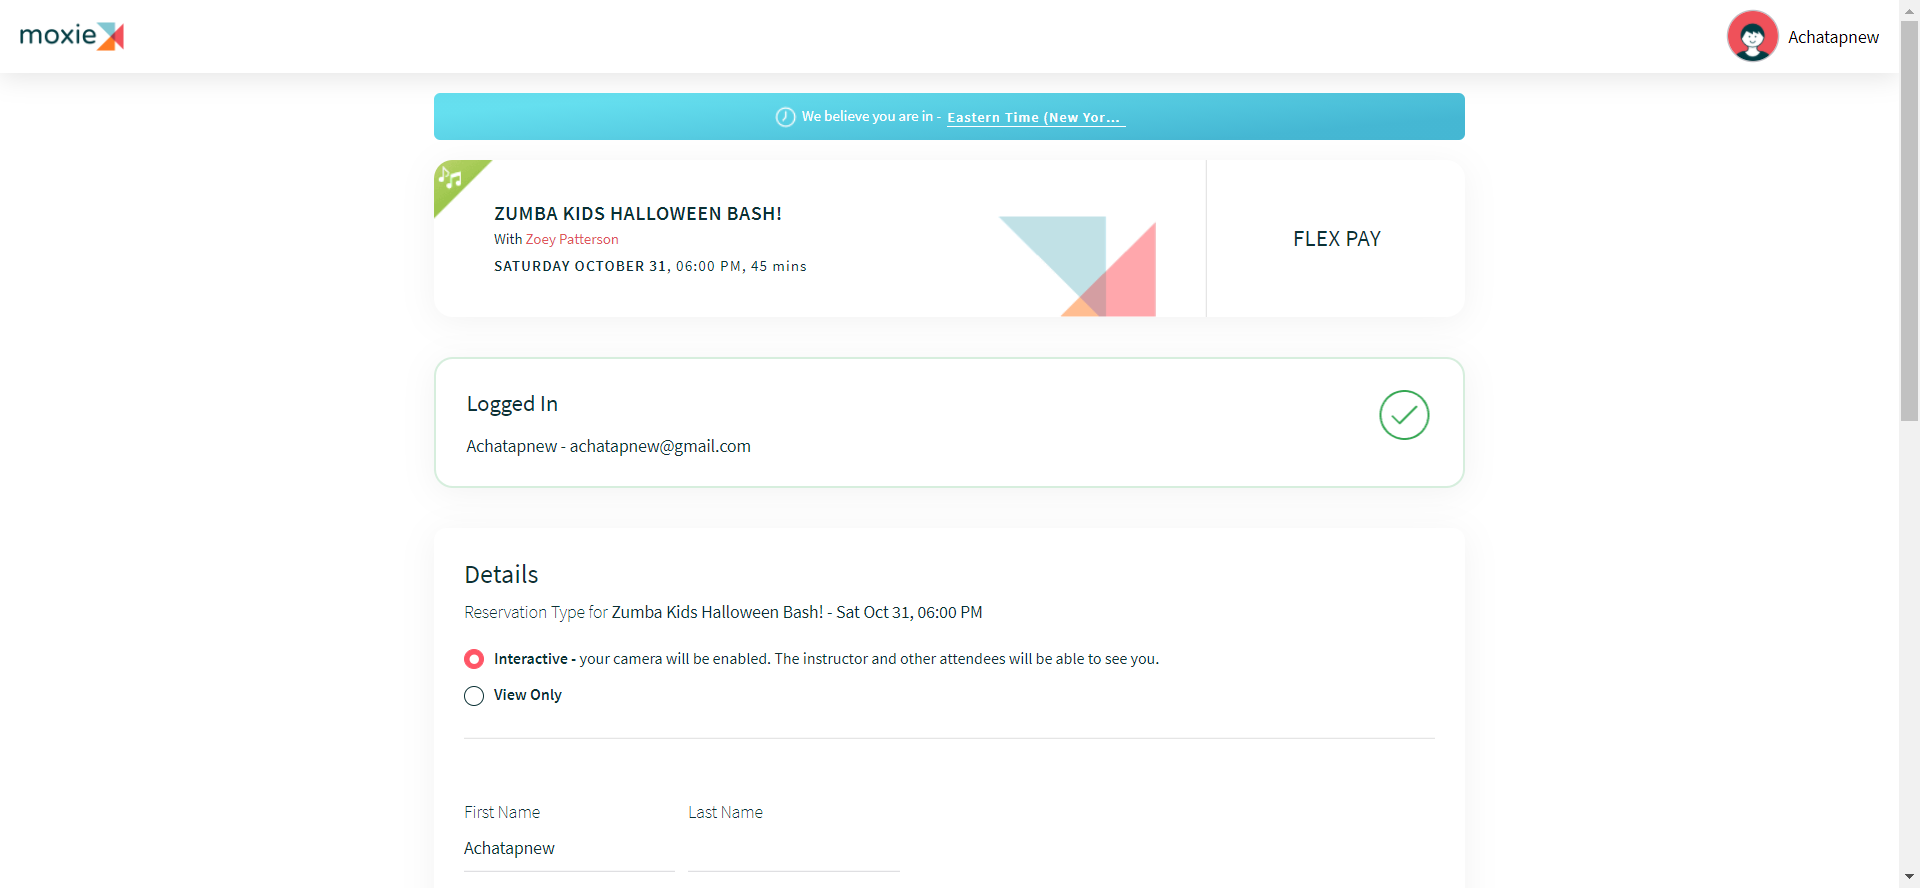 moxie
Achatapnew
We believe you are in - Eastern Time (New Yor...
ZUMBA KIDS HALLOWEEN BASH!
With Zoey Patterson
SATURDAY OCTOBER 31, 06:00 PM, 45 mins
FLEX PAY
Logged In
Achatapnew - achatapnew@gmail.com
Details
Reservation Type for Zumba Kids Halloween Bash! - Sat Oct 31, 06:00 PM
Interactive - your camera will be enabled. The instructor and other attendees will be able to see you.
View Only
First Name Last Name
Achatapnew